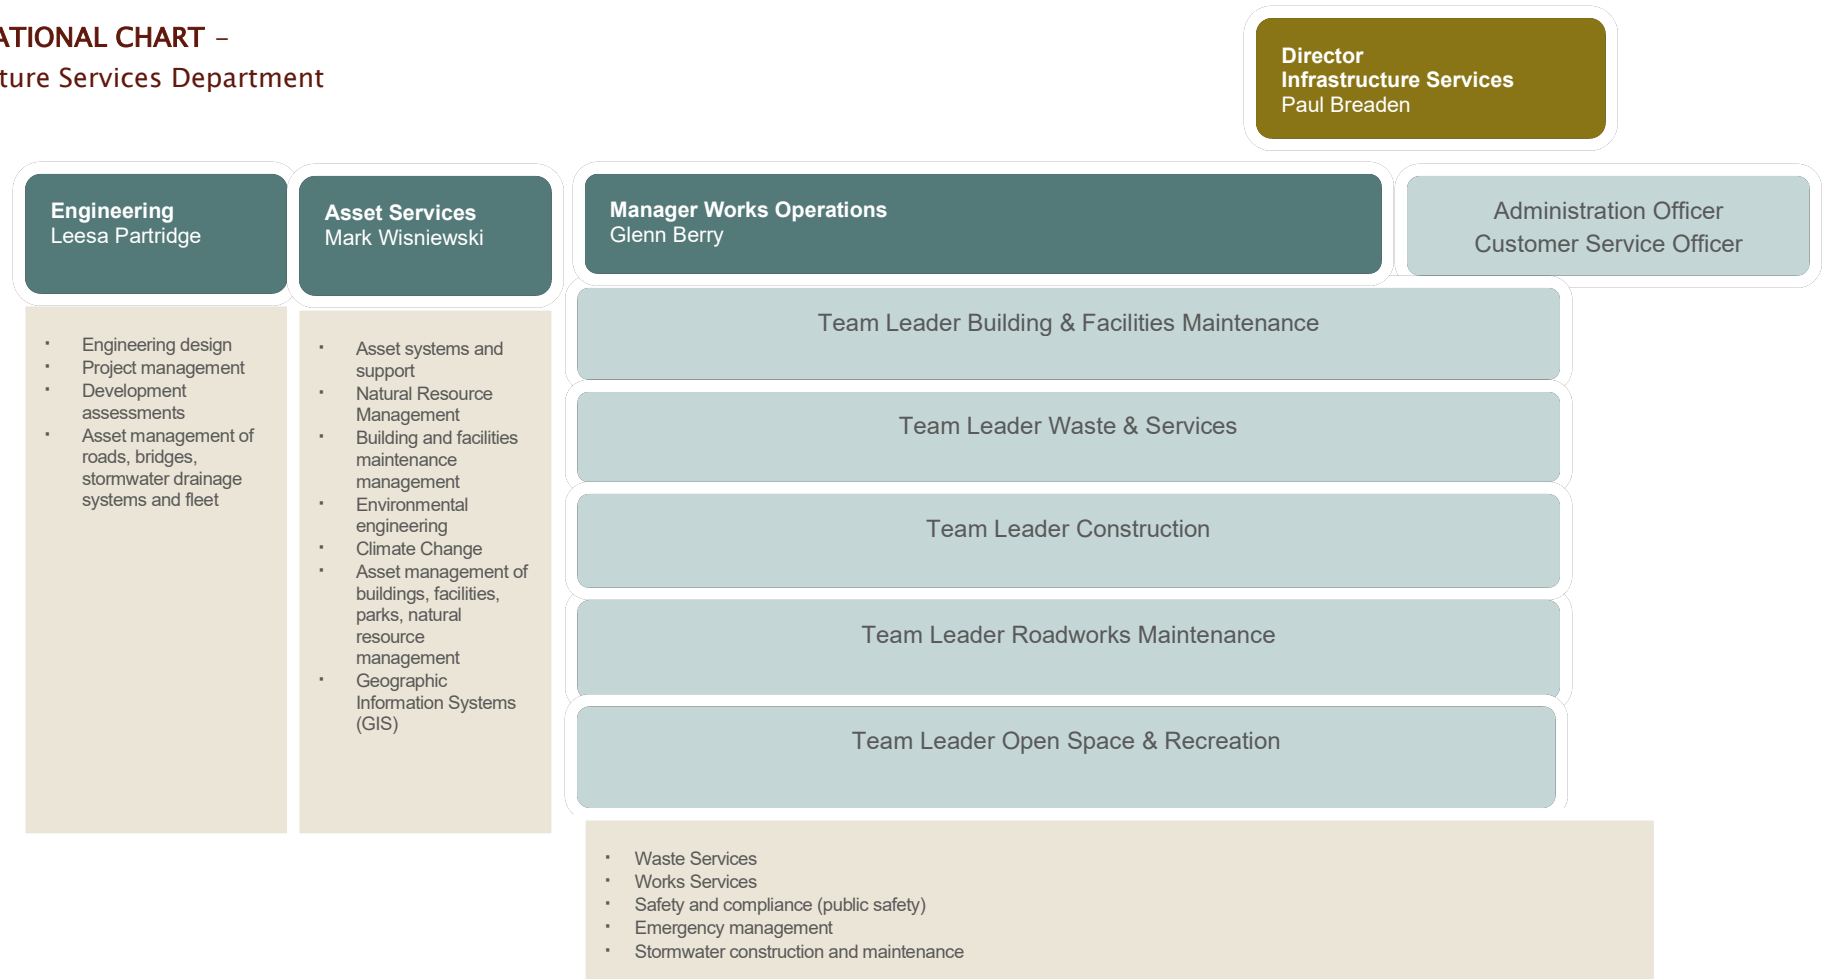 ATIONAL CHART –
ture Services Department
Director
Infrastructure Services
Paul Breaden
Engineering
Leesa Partridge
Asset Services
Mark Wisniewski
Manager Works Operations
Glenn Berry
Administration Officer
Customer Service Officer
▪ Engineering design
▪ Project management
▪ Development
assessments
▪ Asset management of
roads, bridges,
stormwater drainage
systems and fleet
▪ Asset systems and
support
▪ Natural Resource
Management
▪ Building and facilities
maintenance
management
▪ Environmental
engineering
▪ Climate Change
▪ Asset management of
buildings, facilities,
parks, natural
resource
management
▪ Geographic
Information Systems
(GIS)
Team Leader Building & Facilities Maintenance
Team Leader Waste & Services
Team Leader Construction
Team Leader Roadworks Maintenance
Team Leader Open Space & Recreation
▪ Waste Services
▪ Works Services
▪ Safety and compliance (public safety)
▪ Emergency management
▪ Stormwater construction and maintenance